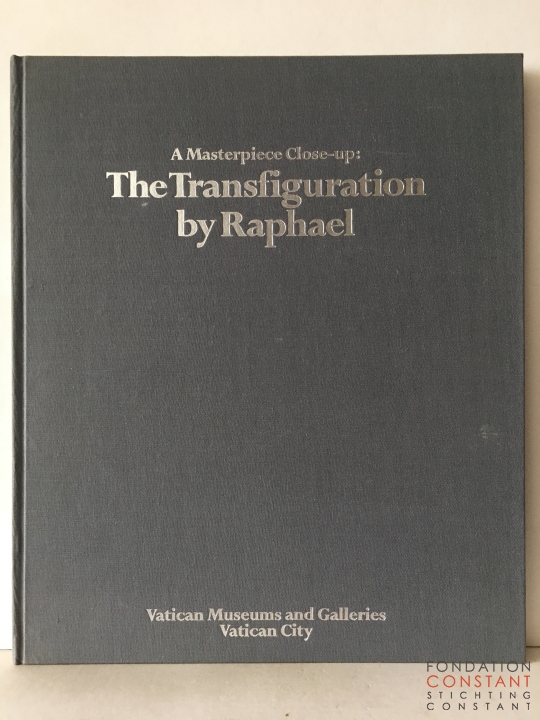 A Masterpiece Close-up:
The Transfiguration
by Raphael
Vatican Museums and Galleries
Vatican City
FONDATION
CONSTANT
STICHTING
CONSTANT